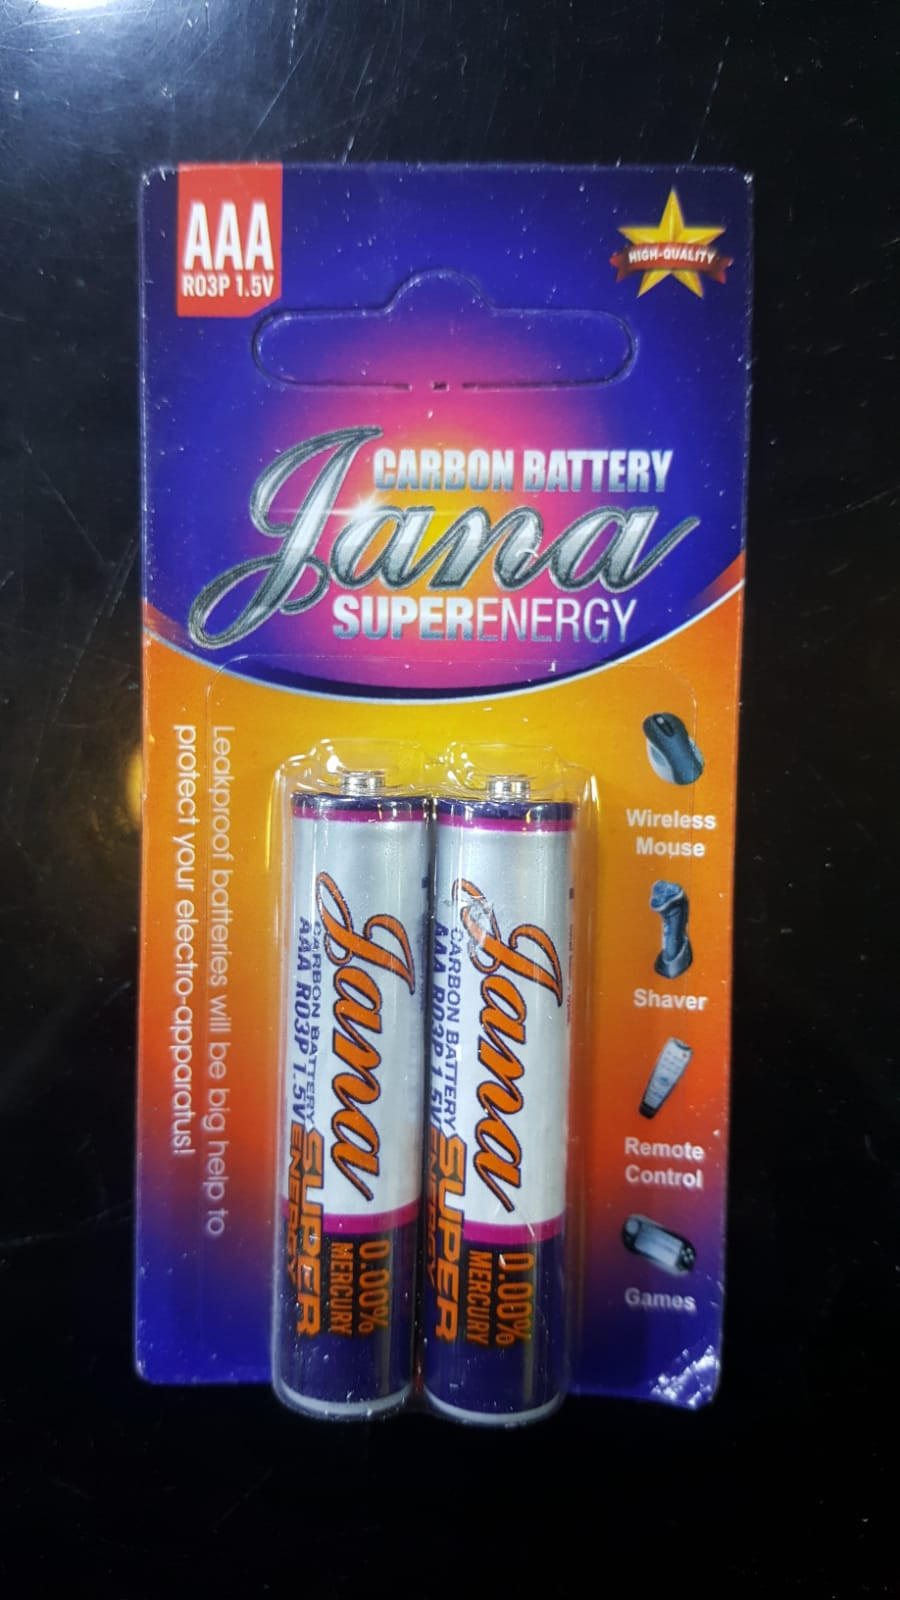 AAA
R03P 1.5V
HIGH-QUALITY
CARBON BATTERY
Jana
SUPERENERGY
Leakproof batteries will be big help to
protect your electro-apparatus!
Wireless
Mouse
Shaver
Remote
Control
Games
Jana
CARBON BATTERY
AAA R03P 1.5V
SUPER
ENERGY
0.00%
MERCURY
Jana
CARBON BATTERY
AAA R03P 1.5V
SUPER
ENERGY
0.00%
MERCURY